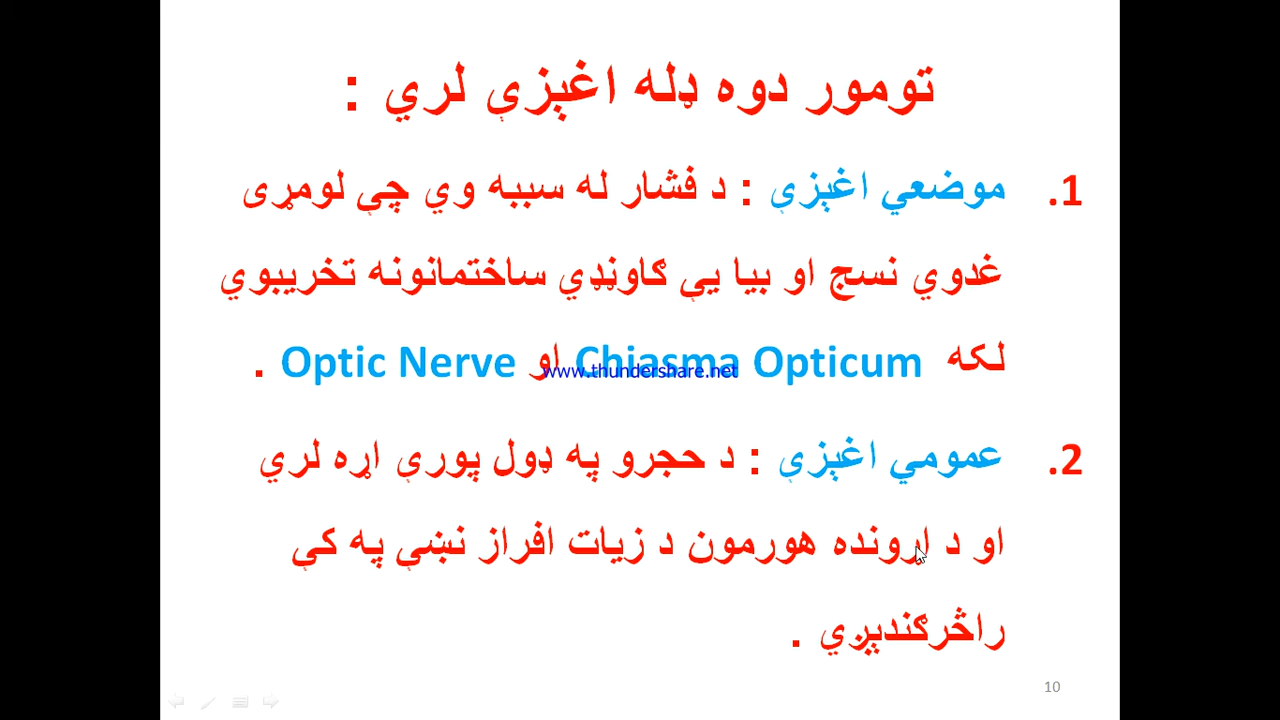 تومور دوه ډله اغېزې لري :
1. موضعي اغېزې : د فشار له سببه وي چې لومړی
غدوي نسج او بيا يې ګاونډي ساختمانونه تخريبوي
لکه Chiasma Opticum او Optic Nerve .
www.thundershare.net
2. عمومي اغېزې : د حجرو په ډول پورې اړه لري
او د اړونده هورمون د زيات افراز نښې په کې
راڅرګندېږي .
10